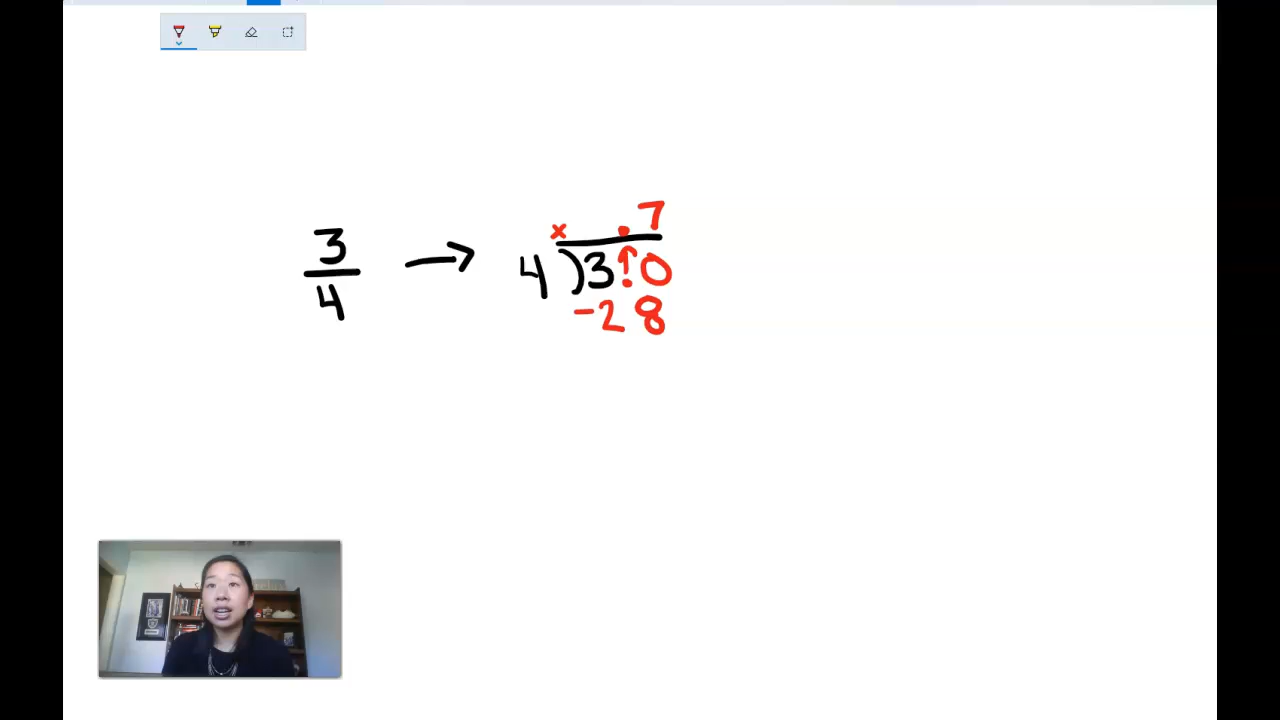 3/4 → 4)3.0
x .7
-28